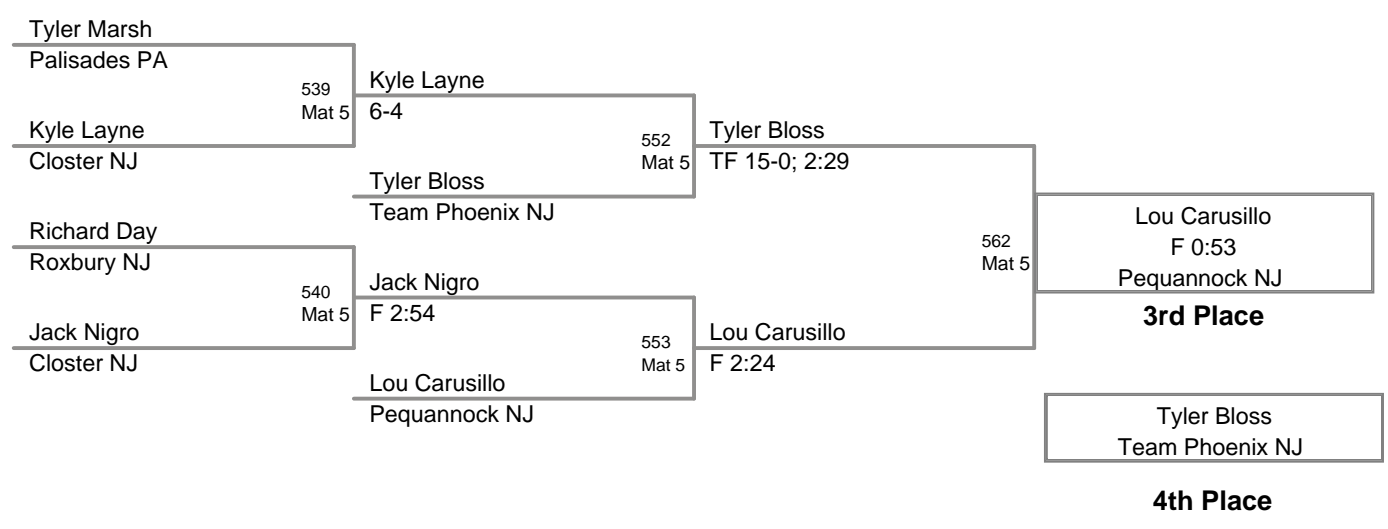 Tyler Marsh
Palisades PA
539
Mat 5
Kyle Layne
6-4
Kyle Layne
Closter NJ
552
Mat 5
Tyler Bloss
TF 15-0; 2:29
Tyler Bloss
Team Phoenix NJ
Richard Day
Roxbury NJ
562
Mat 5
Lou Carusillo
F 0:53
Pequannock NJ
3rd Place
540
Mat 5
Jack Nigro
F 2:54
Jack Nigro
Closter NJ
553
Mat 5
Lou Carusillo
F 2:24
Lou Carusillo
Pequannock NJ
Tyler Bloss
Team Phoenix NJ
4th Place